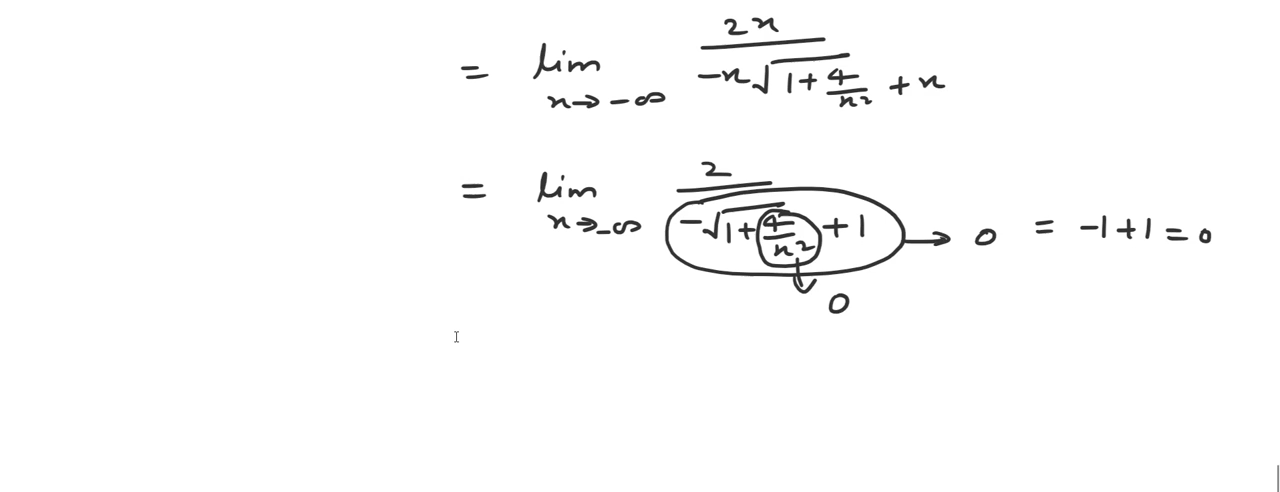 = lim x→-∞ 2x / (-x√(1+4/x²) + x)
= lim x→-∞ 2 / (-√(1+4/x²) + 1) → 0 = -1+1 = 0
↓ 0